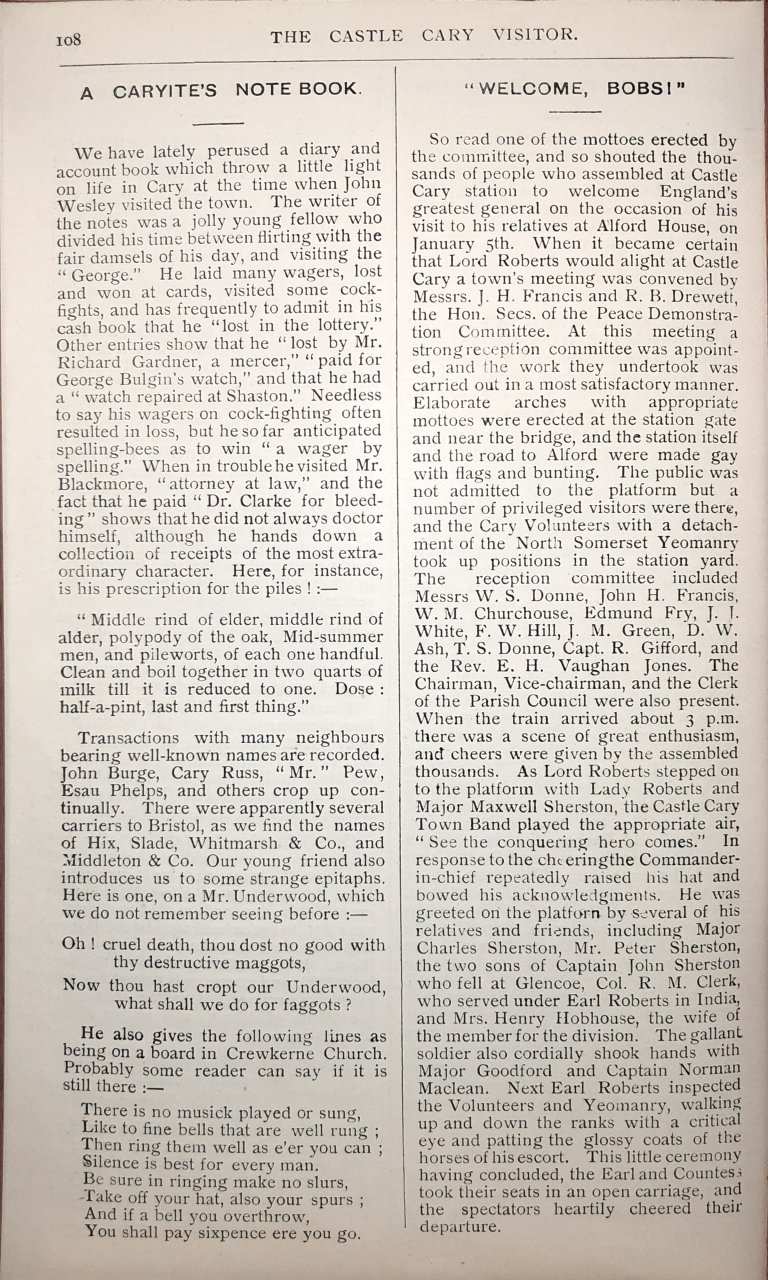 108
THE CASTLE CARY VISITOR.
A CARYITE'S NOTE BOOK.
We have lately perused a diary and
account book which throw a little light
on life in Cary at the time when John
Wesley visited the town. The writer of
the notes was a jolly young fellow who
divided his time between flirting with the
fair damsels of his day, and visiting the
“ George.” He laid many wagers, lost
and won at cards, visited some cock-
fights, and has frequently to admit in his
cash book that he “lost in the lottery.”
Other entries show that he “ lost by Mr.
Richard Gardner, a mercer,” “ paid for
George Bulgin's watch,” and that he had
a “ watch repaired at Shaston.” Needless
to say his wagers on cock-fighting often
resulted in loss, but he so far anticipated
spelling-bees as to win “ a wager by
spelling.” When in trouble he visited Mr.
Blackmore, “attorney at law,” and the
fact that he paid “ Dr. Clarke for bleed-
ing ” shows that he did not always doctor
himself, although he hands down a
collection of receipts of the most extra-
ordinary character. Here, for instance,
is his prescription for the piles ! :—
“ Middle rind of elder, middle rind of
alder, polypody of the oak, Mid-summer
men, and pileworts, of each one handful.
Clean and boil together in two quarts of
milk till it is reduced to one. Dose :
half-a-pint, last and first thing.”
Transactions with many neighbours
bearing well-known names are recorded.
John Burge, Cary Russ, “ Mr. ” Pew,
Esau Phelps, and others crop up con-
tinually. There were apparently several
carriers to Bristol, as we find the names
of Hix, Slade, Whitmarsh & Co., and
Middleton & Co. Our young friend also
introduces us to some strange epitaphs.
Here is one, on a Mr. Underwood, which
we do not remember seeing before :—
Oh ! cruel death, thou dost no good with
thy destructive maggots,
Now thou hast cropt our Underwood,
what shall we do for faggots ?
He also gives the following lines as
being on a board in Crewkerne Church.
Probably some reader can say if it is
still there :—
There is no musick played or sung,
Like to fine bells that are well rung ;
Then ring them well as e'er you can ;
Silence is best for every man.
Be sure in ringing make no slurs,
Take off your hat, also your spurs ;
And if a bell you overthrow,
You shall pay sixpence ere you go.
“WELCOME, BOBS!”
So read one of the mottoes erected by
the committee, and so shouted the thou-
sands of people who assembled at Castle
Cary station to welcome England's
greatest general on the occasion of his
visit to his relatives at Alford House, on
January 5th. When it became certain
that Lord Roberts would alight at Castle
Cary a town's meeting was convened by
Messrs. J. H. Francis and R. B. Drewett,
the Hon. Secs. of the Peace Demonstra-
tion Committee. At this meeting a
strong reception committee was appoint-
ed, and the work they undertook was
carried out in a most satisfactory manner.
Elaborate arches with appropriate
mottoes were erected at the station gate
and near the bridge, and the station itself
and the road to Alford were made gay
with flags and bunting. The public was
not admitted to the platform but a
number of privileged visitors were there,
and the Cary Volunteers with a detach-
ment of the North Somerset Yeomanry
took up positions in the station yard.
The reception committee included
Messrs W. S. Donne, John H. Francis,
W. M. Churchouse, Edmund Fry, J. J.
White, F. W. Hill, J. M. Green, D. W.
Ash, T. S. Donne, Capt. R. Gifford, and
the Rev. E. H. Vaughan Jones. The
Chairman, Vice-chairman, and the Clerk
of the Parish Council were also present.
When the train arrived about 3 p.m.
there was a scene of great enthusiasm,
and cheers were given by the assembled
thousands. As Lord Roberts stepped on
to the platform with Lady Roberts and
Major Maxwell Sherston, the Castle Cary
Town Band played the appropriate air,
“ See the conquering hero comes.” In
response to the cheeringthe Commander-
in-chief repeatedly raised his hat and
bowed his acknowledgments. He was
greeted on the platform by several of his
relatives and friends, including Major
Charles Sherston, Mr. Peter Sherston,
the two sons of Captain John Sherston
who fell at Glencoe, Col. R. M. Clerk,
who served under Earl Roberts in India,
and Mrs. Henry Hobhouse, the wife of
the member for the division. The gallant
soldier also cordially shook hands with
Major Goodford and Captain Norman
Maclean. Next Earl Roberts inspected
the Volunteers and Yeomanry, walking
up and down the ranks with a critical
eye and patting the glossy coats of the
horses of his escort. This little ceremony
having concluded, the Earl and Countess
took their seats in an open carriage, and
the spectators heartily cheered their
departure.